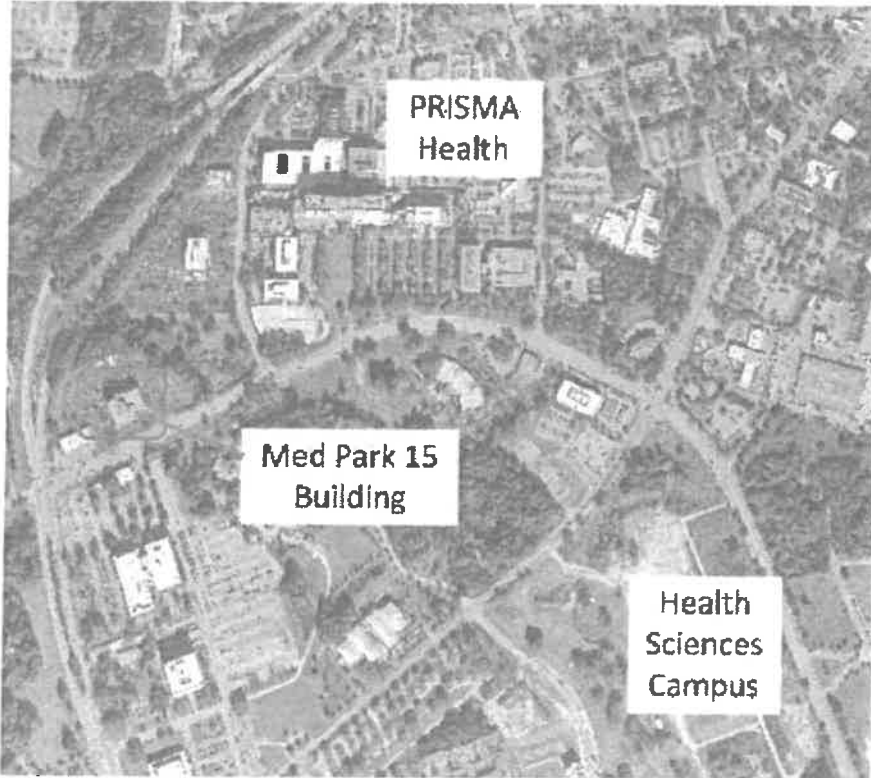 PRISMA
Health
Med Park 15
Building
Health
Sciences
Campus